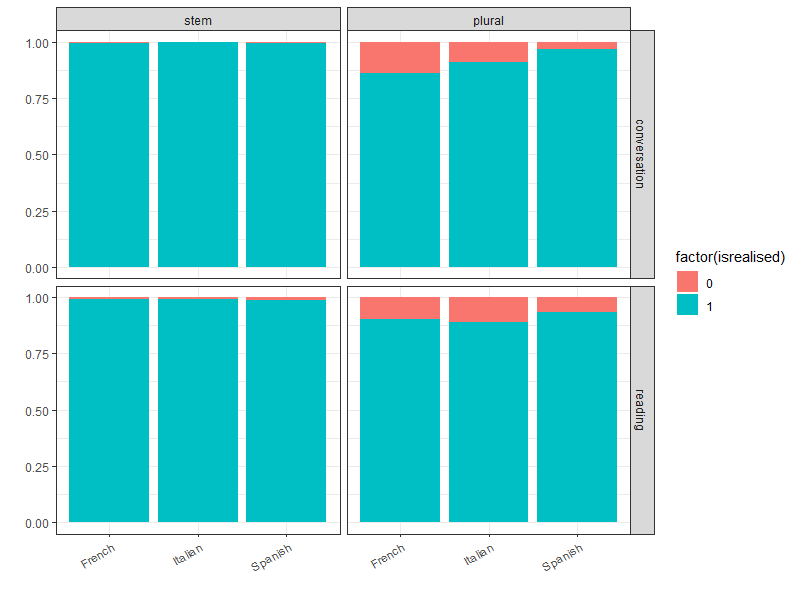 stem
plural
1.00
0.75
0.50
0.25
0.00
conversation
1.00
0.75
0.50
0.25
0.00
reading
French
Italian
Spanish
French
Italian
Spanish
factor(isrealised)
0
1